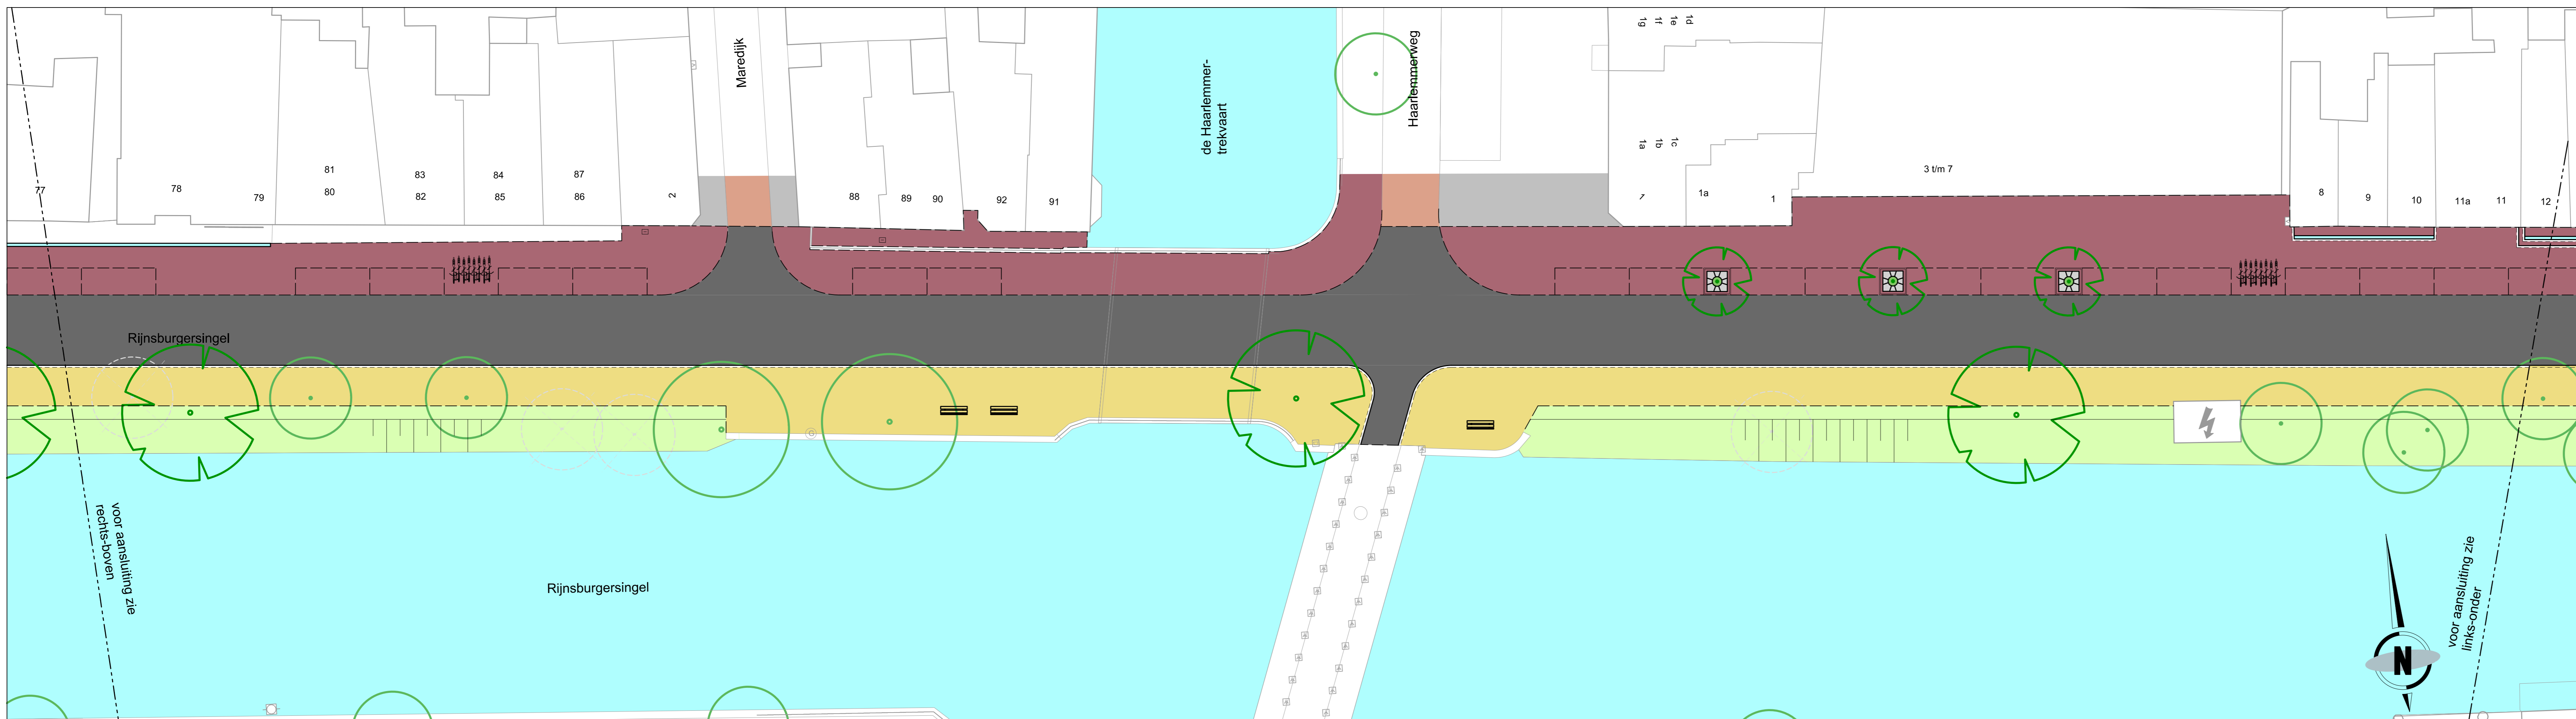 Maredijk
de Haarlemmer-
trekvaart
Haarlemmerweg
1g
1f
1e
1d
1a
1b
1c
77
78
79
81
80
83
82
84
85
87
86
2
88
89
90
92
91
7
1a
1
3 t/m 7
8
9
10
11a
11
12
Rijnsburgersingel
voor aansluiting zie
rechts-boven
Rijnsburgersingel
voor aansluiting zie
links-onder
N